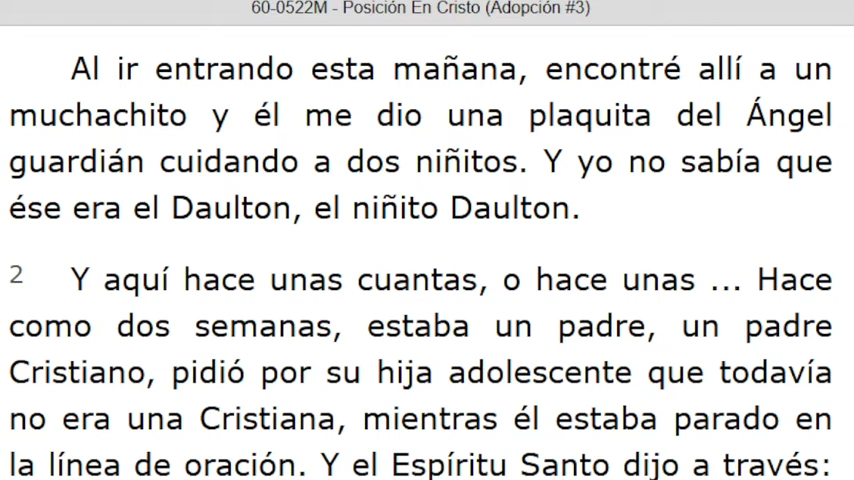 60-0522M - Posición En Cristo (Adopción #3)
Al ir entrando esta mañana, encontré allí a un
muchachito y él me dio una plaquita del Ángel
guardián cuidando a dos niñitos. Y yo no sabía que
ése era el Daulton, el niñito Daulton.
2 Y aquí hace unas cuantas, o hace unas ... Hace
como dos semanas, estaba un padre, un padre
Cristiano, pidió por su hija adolescente que todavía
no era una Cristiana, mientras él estaba parado en
la línea de oración. Y el Espíritu Santo dijo a través: